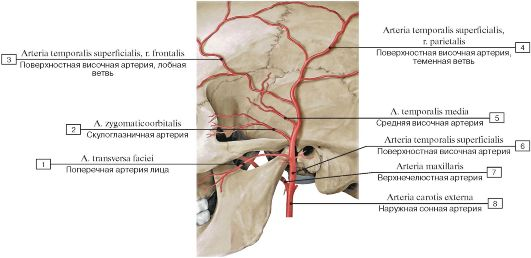 3
Arteria temporalis superficialis, r. frontalis
Поверхностная височная артерия, лобная
ветвь
2
A. zygomaticoorbitalis
Скулоглазничная артерия
1
A. transversa faciei
Поперечная артерия лица
Arteria temporalis superficialis,
r. parietalis
4
Поверхностная височная артерия,
теменная ветвь
A. temporalis media
5
Средняя височная артерия
Arteria temporalis superficialis
6
Поверхностная височная артерия
Arteria maxillaris
7
Верхнечелюстная артерия
Arteria carotis externa
8
Наружная сонная артерия